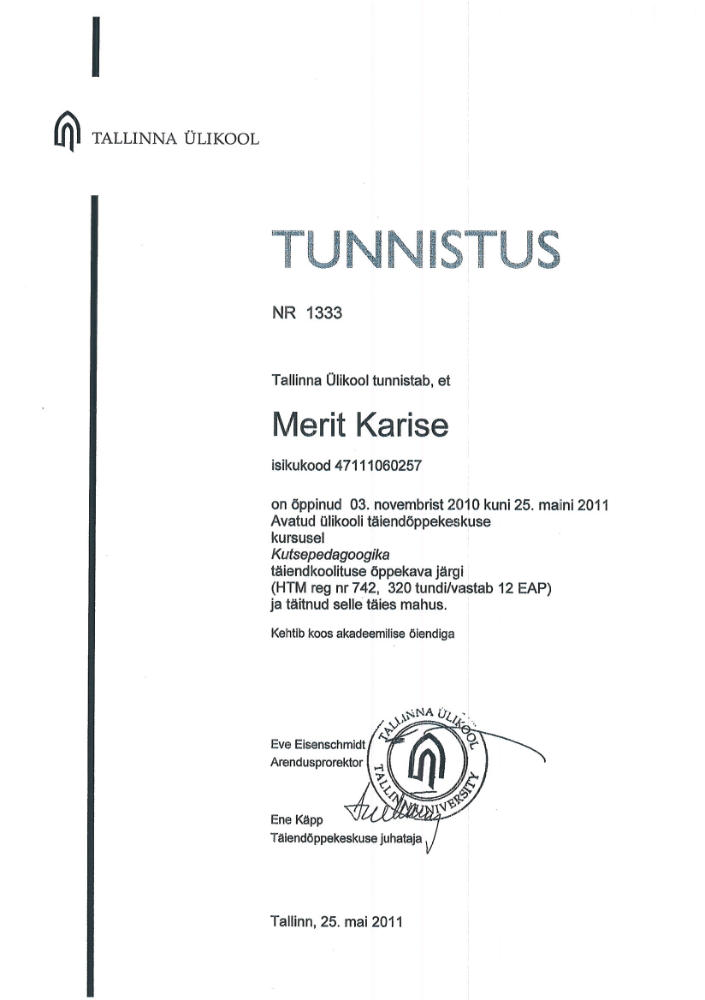 TALLINNA ÜLIKOOL
TUNNISTUS
NR 1333
Tallinna Ülikool tunnistab, et
Merit Karise
isikukood 47111060257
on õppinud 03. novembrist 2010 kuni 25. maini 2011
Avatud ülikooli täiendõppekeskuse
kursusel
Kutsepedagoogika
täiendkoolituse õppekava järgi
(HTM reg nr 742, 320 tundi/vastab 12 EAP)
ja täitnud selle täies mahus.
Kehtib koos akadeemilise õiendiga
TALLINNA ÜLIKOOL
TALLINN UNIVERSITY
Eve Eisenschmidt
Arendusprorektor
Ene Käpp
Täiendõppekeskuse juhataja
Tallinn, 25. mai 2011